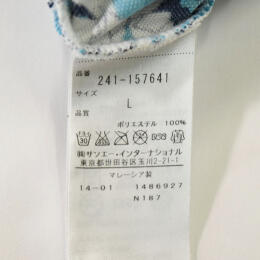 品番
241-157641
サイズ
L
品質
ポリエステル 100%
㈱サンエー・インターナショナル
東京都世田谷区玉川2-21-1
マレーシア製
14-01 1486927
N187